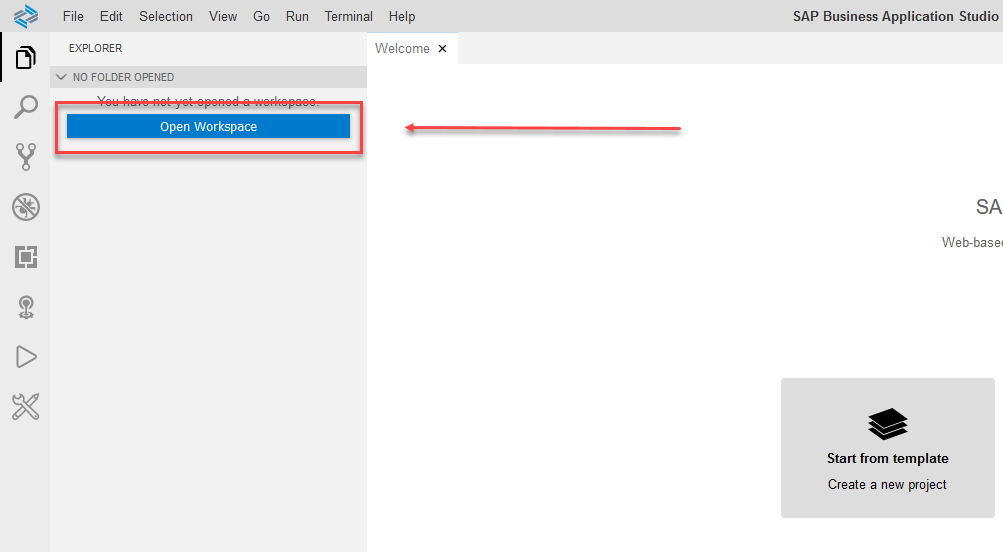 File Edit Selection View Go Run Terminal Help
SAP Business Application Studio
EXPLORER
Welcome
NO FOLDER OPENED
You have not yet opened a workspace.
Open Workspace
SA
Web-based
Start from template
Create a new project